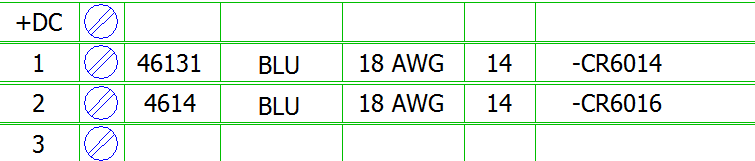 +DC
1 46131 BLU 18 AWG 14 -CR6014
2 4614 BLU 18 AWG 14 -CR6016
3